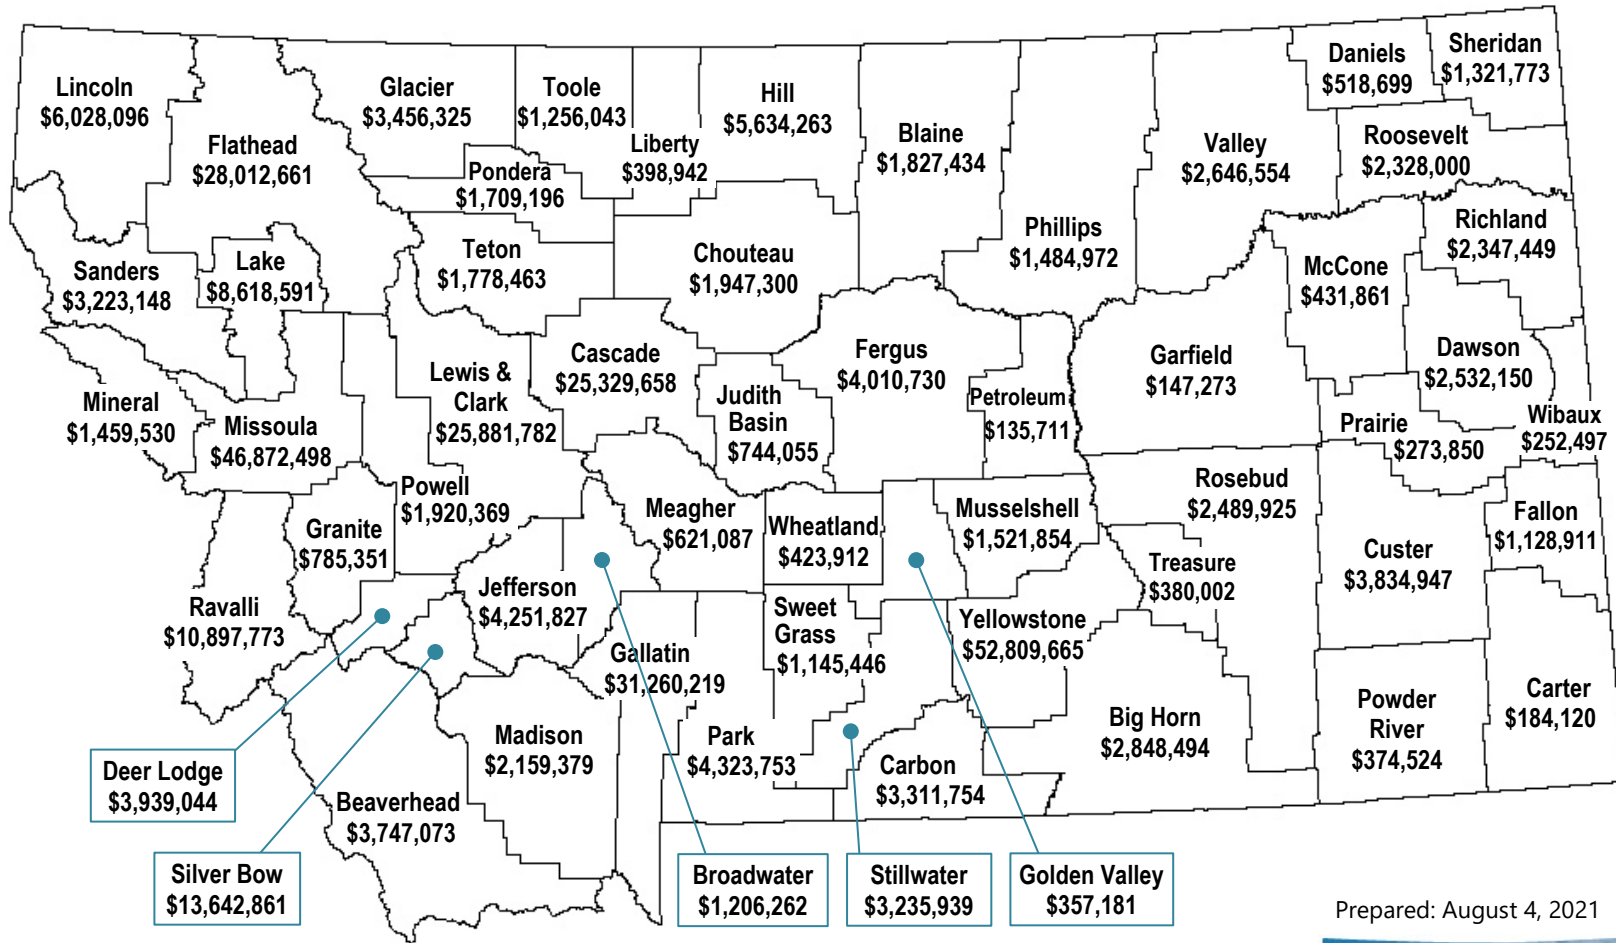 Lincoln
$6,028,096
Flathead
$28,012,661
Glacier
$3,456,325
Toole
$1,256,043
Liberty
$398,942
Hill
$5,634,263
Blaine
$1,827,434
Phillips
$1,484,972
Valley
$2,646,554
Daniels
$518,699
Sheridan
$1,321,773
Roosevelt
$2,328,000
Richland
$2,347,449
Pondera
$1,709,196
Teton
$1,778,463
Chouteau
$1,947,300
Sanders
$3,223,148
Lake
$8,618,591
McCone
$431,861
Dawson
$2,532,150
Garfield
$147,273
Fergus
$4,010,730
Petroleum
$135,711
Cascade
$25,329,658
Judith
Basin
$744,055
Lewis &
Clark
$25,881,782
Mineral
$1,459,530
Missoula
$46,872,498
Powell
$1,920,369
Granite
$785,351
Prairie
$273,850
Wibaux
$252,497
Rosebud
$2,489,925
Fallon
$1,128,911
Custer
$3,834,947
Treasure
$380,002
Musselshell
$1,521,854
Wheatland
$423,912
Meagher
$621,087
Jefferson
$4,251,827
Ravalli
$10,897,773
Sweet
Grass
$1,145,446
Yellowstone
$52,809,665
Gallatin
$31,260,219
Park
$4,323,753
Madison
$2,159,379
Beaverhead
$3,747,073
Carbon
$3,311,754
Big Horn
$2,848,494
Powder
River
$374,524
Carter
$184,120
Deer Lodge
$3,939,044
Silver Bow
$13,642,861
Broadwater
$1,206,262
Stillwater
$3,235,939
Golden Valley
$357,181
Prepared: August 4, 2021